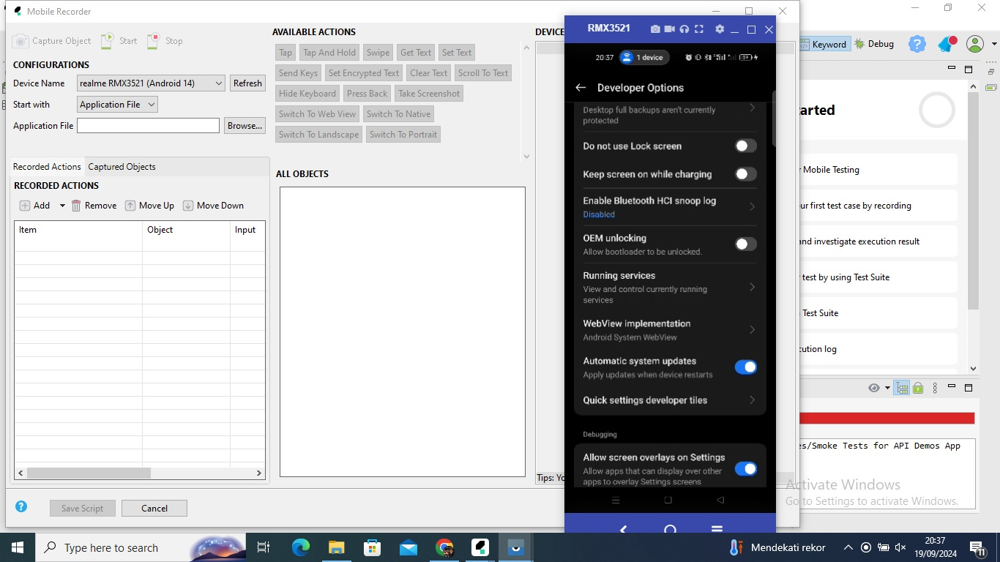 Mobile Recorder
Capture Object
Start
Stop
CONFIGURATIONS
Device Name
realme RMX3521 (Android 14)
Refresh
Start with
Application File
Application File
Browse...
Recorded Actions
Captured Objects
RECORDED ACTIONS
Add
Remove
Move Up
Move Down
Item
Object
Input
Save Script
Cancel
AVAILABLE ACTIONS
Tap
Tap And Hold
Swipe
Get Text
Set Text
Send Keys
Set Encrypted Text
Clear Text
Scroll To Text
Hide Keyboard
Press Back
Take Screenshot
Switch To Web View
Switch To Native
Switch To Landscape
Switch To Portrait
ALL OBJECTS
DEVICE
Tips: Yo
RMX3521
20:37
1 device
39
Developer Options
Desktop full backups aren't currently
protected
Do not use Lock screen
Keep screen on while charging
Enable Bluetooth HCI snoop log
Disabled
OEM unlocking
Allow bootloader to be unlocked.
Running services
View and control currently running
services
WebView implementation
Android System WebView
Automatic system updates
Apply updates when device restarts
Quick settings developer tiles
Debugging
Allow screen overlays on Settings
Allow apps that can display over other
apps to overlay Settings screens
Keyword
Debug
arted
r Mobile Testing
ur first test case by recording
and investigate execution result
test by using Test Suite
Test Suite
cution log
es/Smoke Tests for API Demos App
Activate Windows
Go to Settings to activate Windows.
Type here to search
Mendekati rekor
20:37
19/09/2024
11